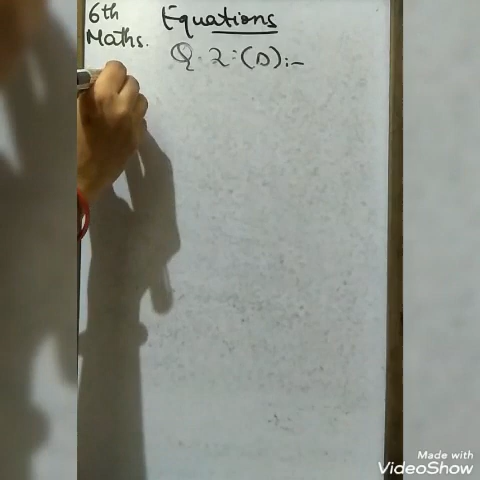 6th
Maths.
Equations
Q. 2:(D):-
Made with
VideoShow